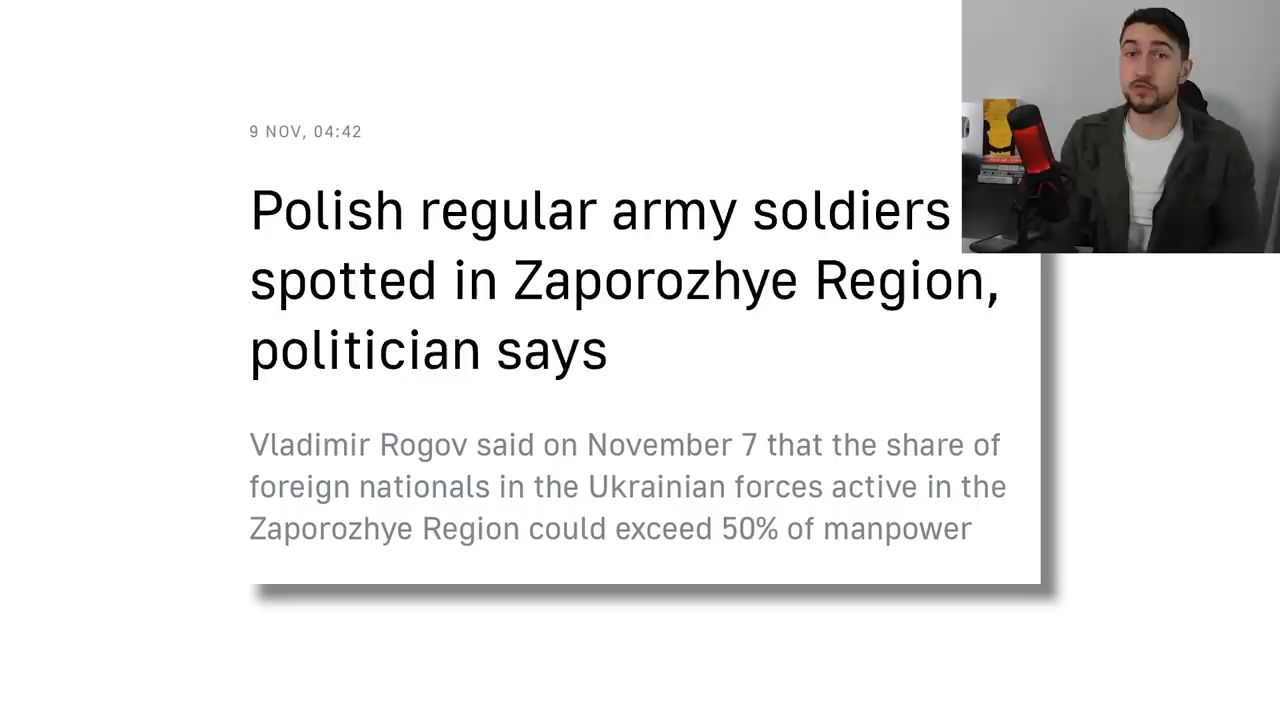 9 NOV, 04:42
Polish regular army soldiers
spotted in Zaporozhye Region,
politician says
Vladimir Rogov said on November 7 that the share of
foreign nationals in the Ukrainian forces active in the
Zaporozhye Region could exceed 50% of manpower